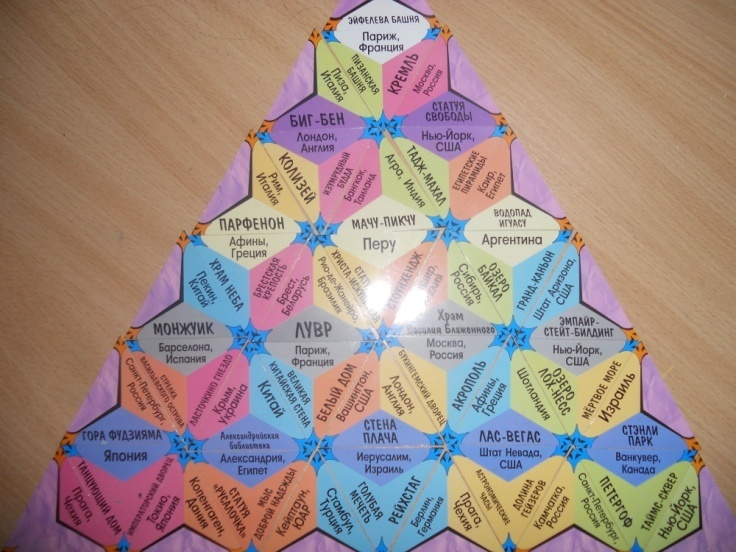 ЭЙФЕЛЕВА БАШНЯ
Париж,
Франция
ПИЗАНСКАЯ
БАШНЯ
Пиза,
Италия
КРЕМЛЬ
Москва,
Россия
БИГ-БЕН
Лондон,
Англия
СТАТУЯ
СВОБОДЫ
Нью-Йорк,
США
КОЛИЗЕЙ
Рим,
Италия
ИЗУМРУДНЫЙ
БУДДА
Бангкок,
Таиланд
ТАДЖ-МАХАЛ
Агра, Индия
ЕГИПЕТСКИЕ
ПИРАМИДЫ
Каир,
Египет
ПАРФЕНОН
Афины,
Греция
МАЧУ-ПИКЧУ
Перу
ВОДОПАД
ИГУАСУ
Аргентина
ХРАМ НЕБА
Пекин,
Китай
БРЕСТСКАЯ
КРЕПОСТЬ
Брест,
Беларусь
СТАТУЯ
Рио-де-Жанейро,
Бразилия
ОЗЕРО
БАЙКАЛ
Сибирь,
Россия
ГРАНД-КАНЬОН
Штат Аризона,
США
МОНЖУИК
Барселона,
Испания
ЛУВР
Париж,
Франция
Храм
Василия Блаженного
Москва,
Россия
ЭМПАЙР-
СТЕЙТ-БИЛДИНГ
Нью-Йорк,
США
СТРЕЛКА
ВАСИЛЬЕВСКОГО ОСТРОВА
Санкт-Петербург,
Россия
ЛАСТОЧКИНО ГНЕЗДО
Крым,
Украина
ВЕЛИКАЯ
КИТАЙСКАЯ СТЕНА
Китай
БЕЛЫЙ ДОМ
Вашингтон,
США
БУКИНГЕМСКИЙ ДВОРЕЦ
Лондон,
Англия
АКРОПОЛЬ
Афины,
Греция
ОЗЕРО
ЛОХ-НЕСС
Шотландия
МЕРТВОЕ МОРЕ
Израиль
ГОРА ФУДЗИЯМА
Япония
Александрийская
библиотека
Александрия,
Египет
СТЕНА
ПЛАЧА
Иерусалим,
Израиль
ЛАС-ВЕГАС
Штат Невада,
США
СТЭНЛИ
ПАРК
Ванкувер,
Канада
ТАНЦУЮЩИЙ ДОМ
Прага,
Чехия
ИМПЕРАТОРСКИЙ ДВОРЕЦ
Токио,
Япония
СТАТУЯ
«РУСАЛОЧКА»
Копенгаген,
Дания
МЫС
ДОБРОЙ НАДЕЖДЫ
Кейптаун,
ЮАР
ГОЛУБАЯ
МЕЧЕТЬ
Стамбул,
Турция
РЕЙХСТАГ
Берлин,
Германия
АСТРОНОМИЧЕСКИЕ
ЧАСЫ
Прага,
Чехия
ДОЛИНА
ГЕЙЗЕРОВ
Камчатка,
Россия
ПЕТЕРГОФ
Санкт-Петербург,
Россия
ТАЙМС-СКВЕР
Нью-Йорк,
США